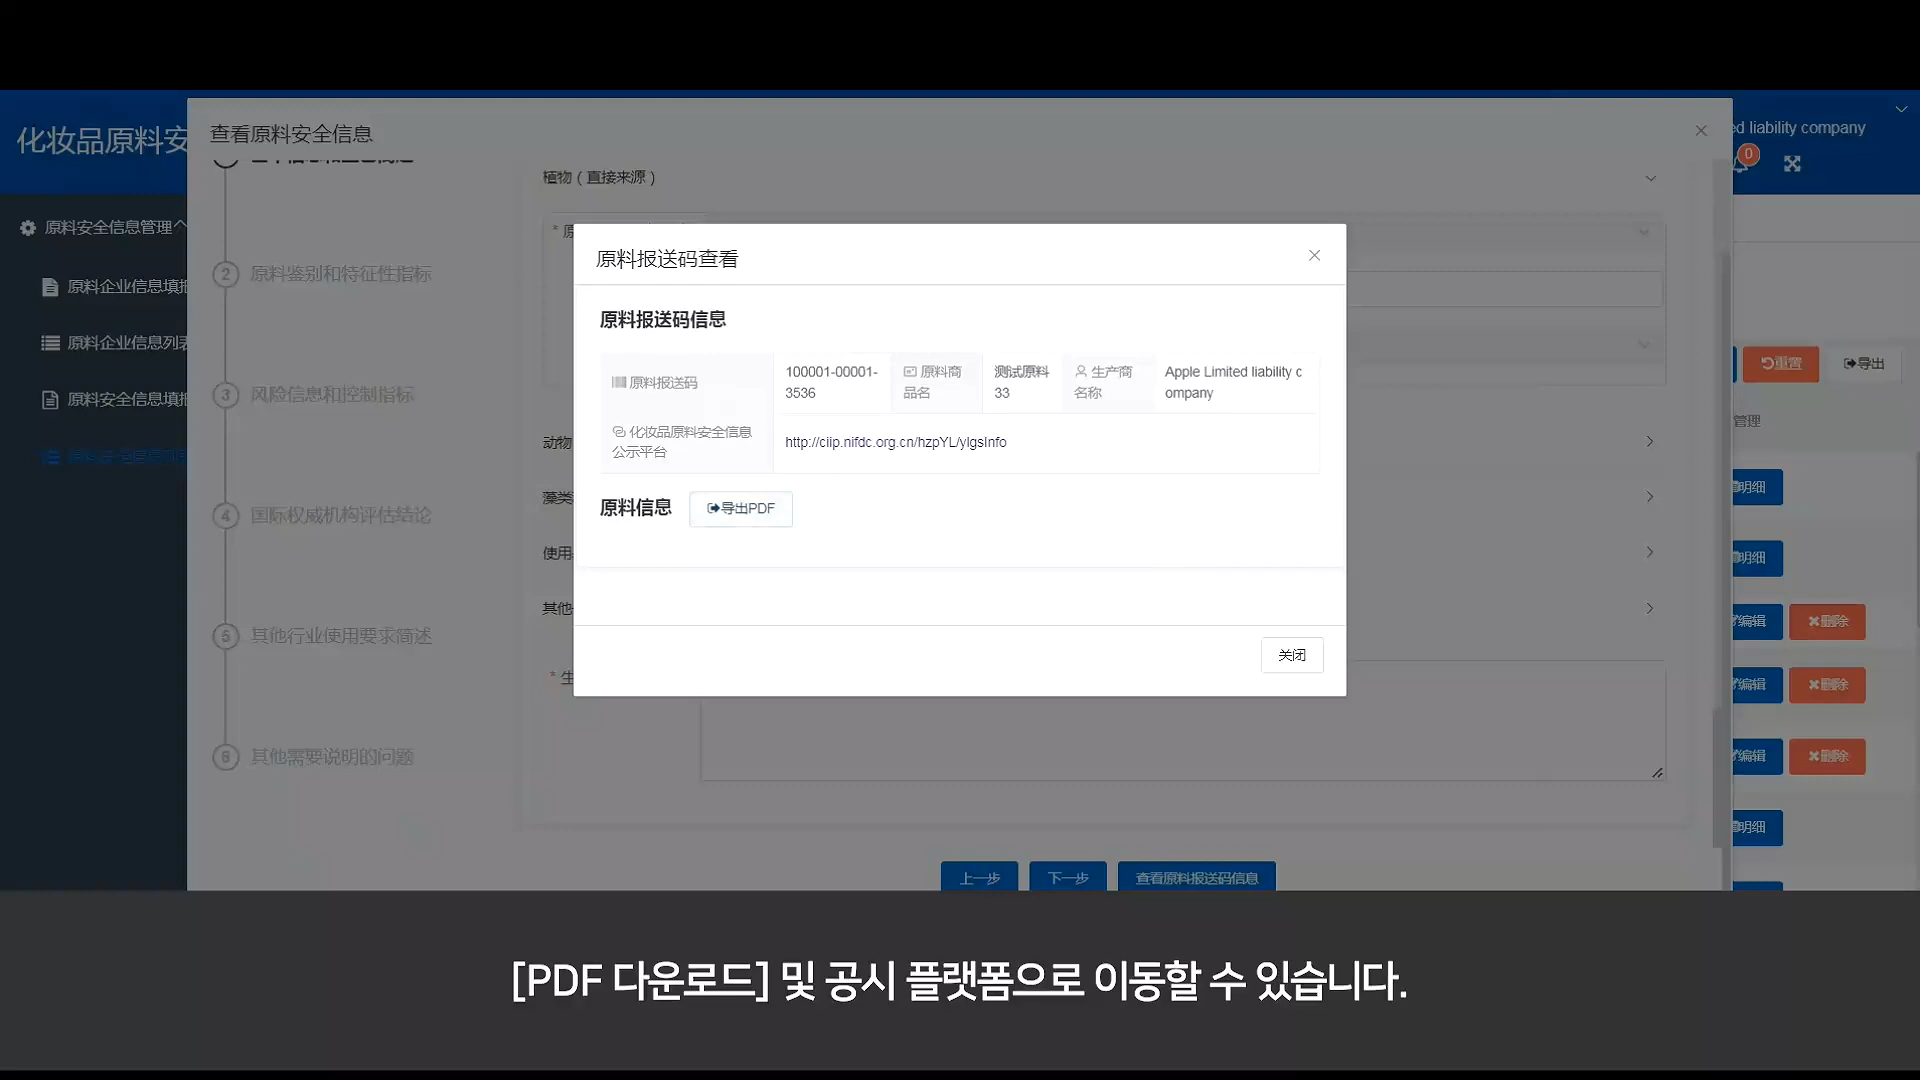 化妆品原料安
查看原料安全信息
ed liability company
0
植物（直接来源）
原料安全信息管理
原料企业信息填报
原料企业信息列表
原料安全信息填报
2 原料鉴别和特征性指标
3 风险信息和控制指标
4 国际权威机构评估结论
5 其他行业使用要求简述
6 其他需要说明的问题
* 原
动物
藻类
使用
其他
* 生
原料报送码查看
原料报送码信息
原料报送码
100001-00001-
3536
原料商
品名
测试原料
33
生产商
名称
Apple Limited liability c
ompany
化妆品原料安全信息
公示平台
http://ciip.nifdc.org.cn/hzpYL/ylgsInfo
原料信息
导出PDF
关闭
重置
导出
管理
明细
明细
编辑
删除
编辑
删除
编辑
删除
明细
上一步
下一步
查看原料报送码信息
[PDF 다운로드] 및 공시 플랫폼으로 이동할 수 있습니다.